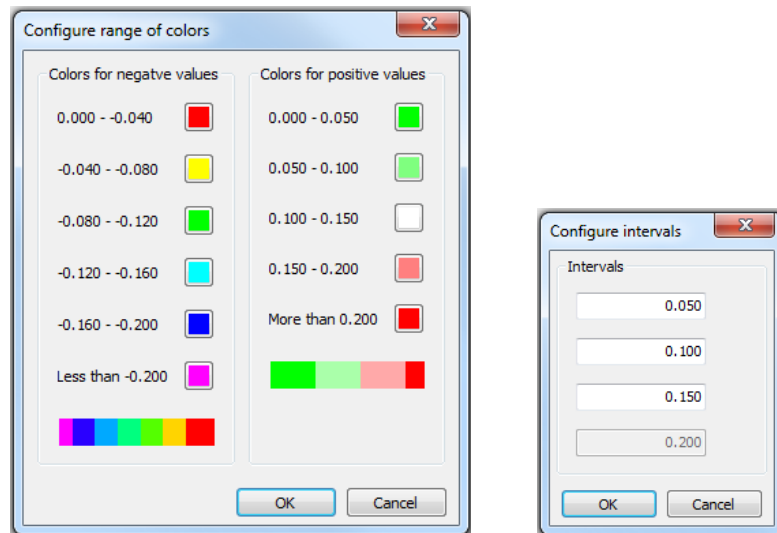 Configure range of colors
Colors for negatve values
0.000 - -0.040
-0.040 - -0.080
-0.080 - -0.120
-0.120 - -0.160
-0.160 - -0.200
Less than -0.200
Colors for positive values
0.000 - 0.050
0.050 - 0.100
0.100 - 0.150
0.150 - 0.200
More than 0.200
OK
Cancel
Configure intervals
Intervals
0.050
0.100
0.150
0.200
OK
Cancel